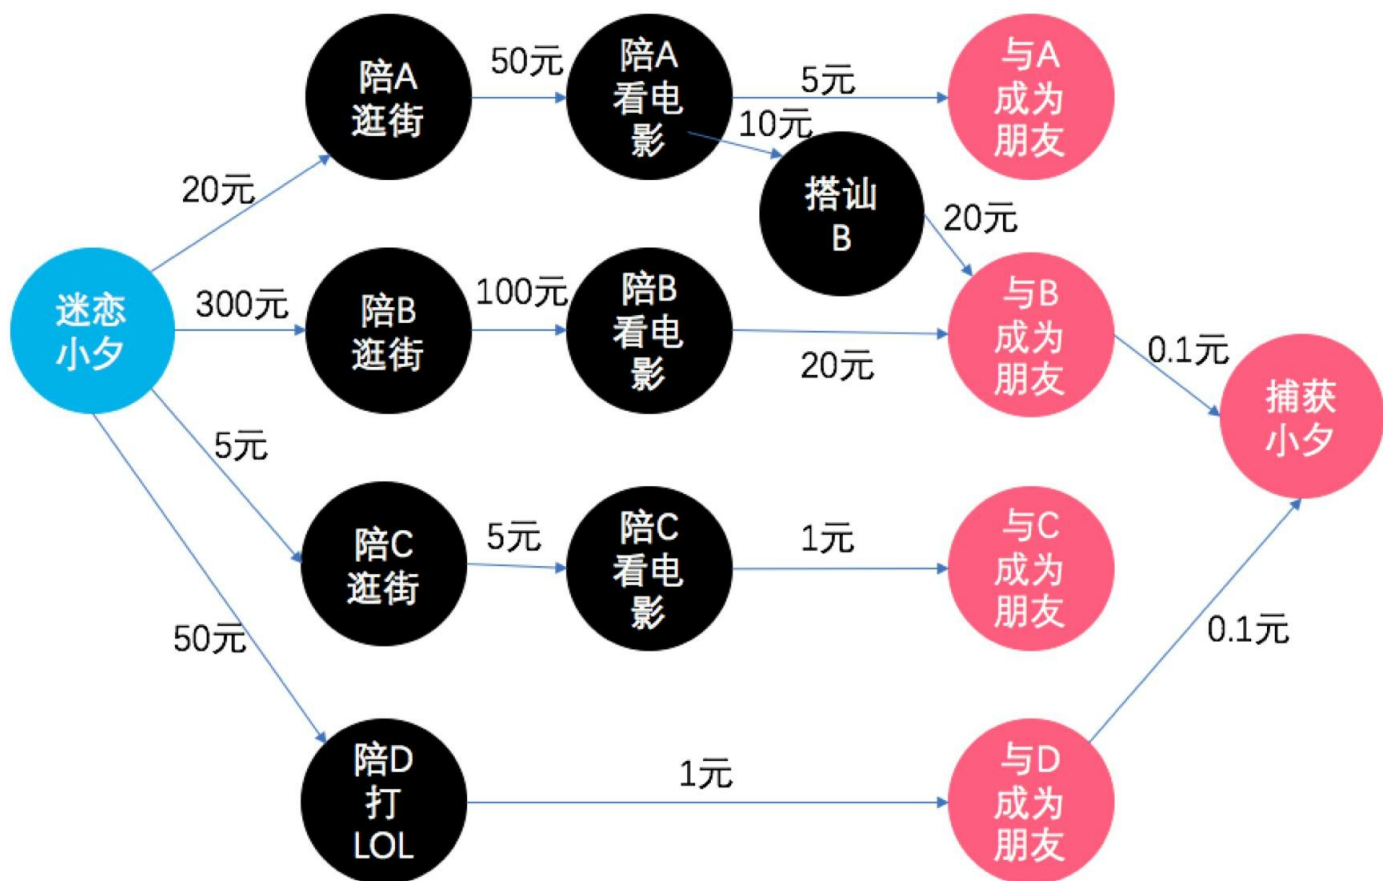 陪A
逛街
50元
陪A
看电
影
5元
与A
成为
朋友
10元
20元
搭讪
B
20元
迷恋
小夕
300元
陪B
逛街
100元
陪B
看电
影
20元
与B
成为
朋友
0.1元
捕获
小夕
5元
陪C
逛街
5元
陪C
看电
影
1元
与C
成为
朋友
50元
0.1元
陪D
打
LOL
1元
与D
成为
朋友